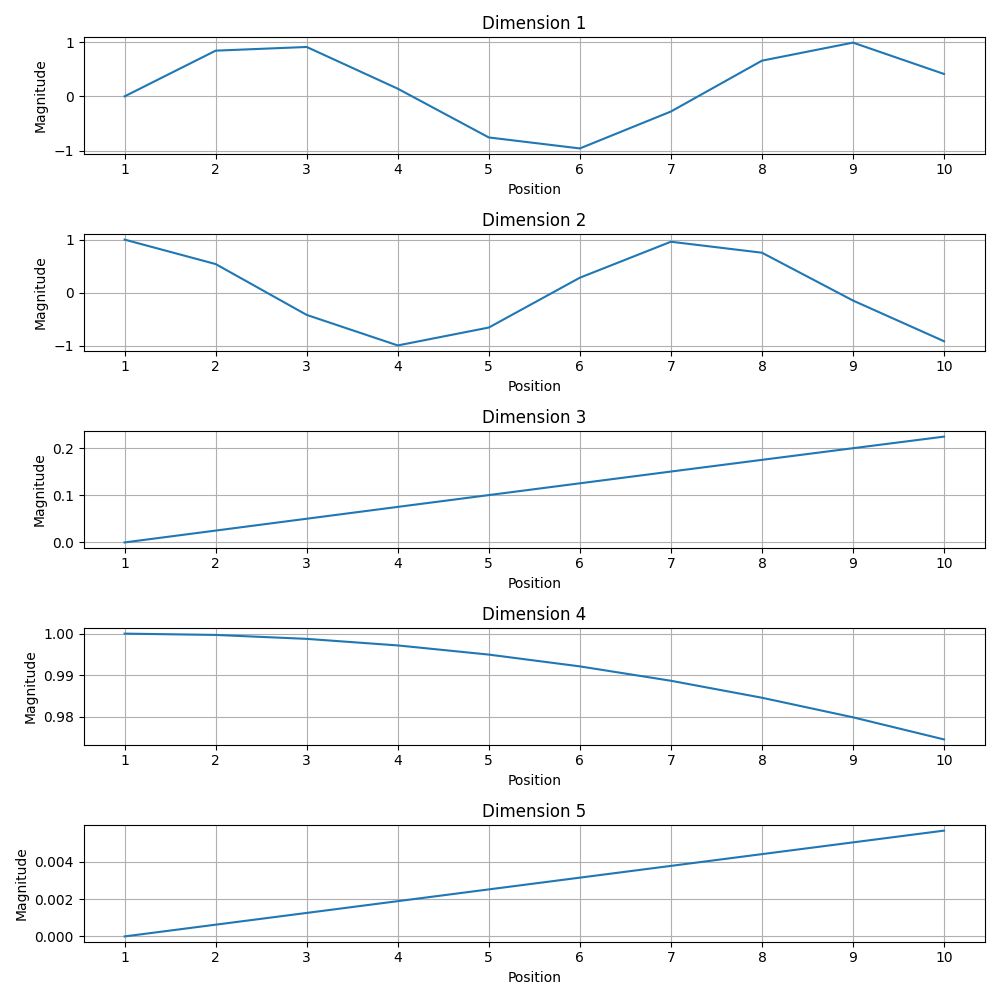 Dimension 1
Magnitude
1
0
−1
1 2 3 4 5 6 7 8 9 10
Position
Dimension 2
Magnitude
1
0
−1
1 2 3 4 5 6 7 8 9 10
Position
Dimension 3
Magnitude
0.2
0.1
0.0
1 2 3 4 5 6 7 8 9 10
Position
Dimension 4
Magnitude
1.00
0.99
0.98
1 2 3 4 5 6 7 8 9 10
Position
Dimension 5
Magnitude
0.004
0.002
0.000
1 2 3 4 5 6 7 8 9 10
Position